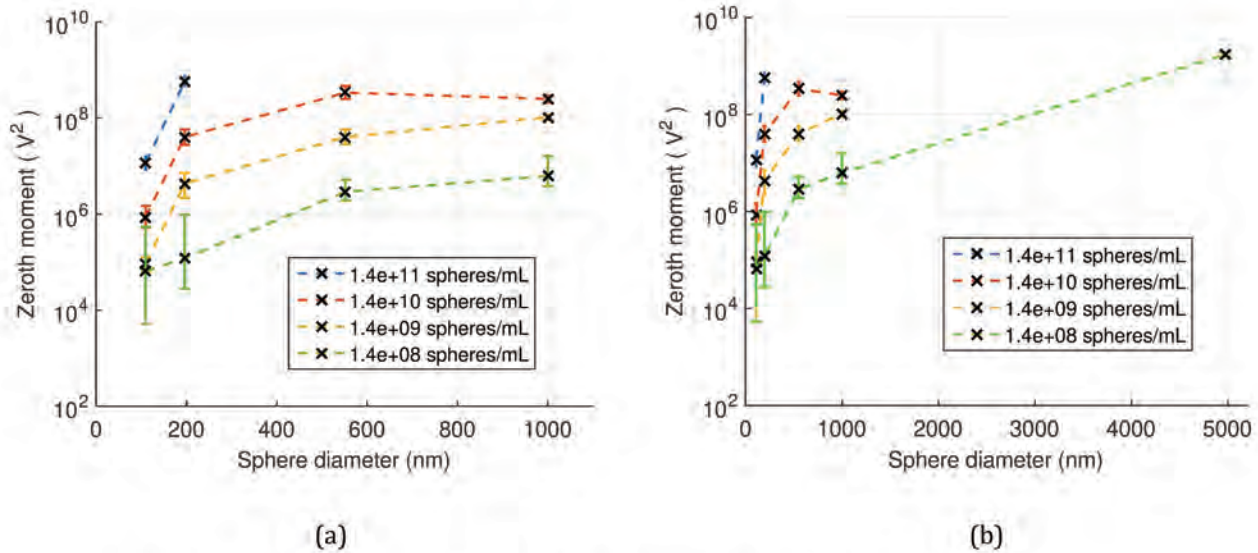 10^10
10^8
10^6
10^4
10^2
Zeroth moment ( V^2 )
0 200 400 600 800 1000
Sphere diameter (nm)
1.4e+11 spheres/mL
1.4e+10 spheres/mL
1.4e+09 spheres/mL
1.4e+08 spheres/mL
(a)
10^10
10^8
10^6
10^4
10^2
Zeroth moment ( V^2 )
0 1000 2000 3000 4000 5000
Sphere diameter (nm)
1.4e+11 spheres/mL
1.4e+10 spheres/mL
1.4e+09 spheres/mL
1.4e+08 spheres/mL
(b)